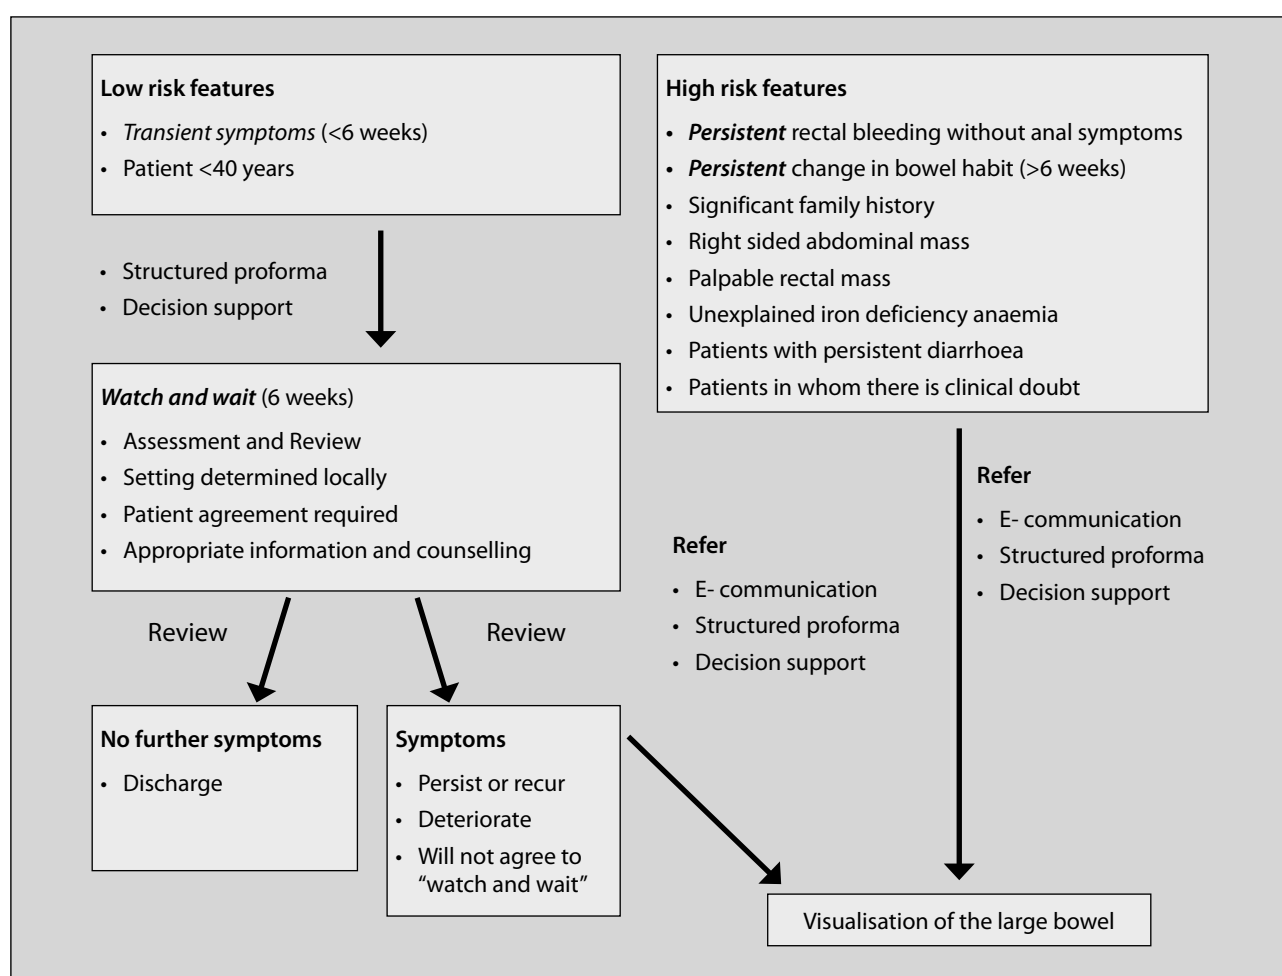 Low risk features
• Transient symptoms (<6 weeks)
• Patient <40 years
• Structured proforma
• Decision support
Watch and wait (6 weeks)
• Assessment and Review
• Setting determined locally
• Patient agreement required
• Appropriate information and counselling
Review
Review
No further symptoms
• Discharge
Symptoms
• Persist or recur
• Deteriorate
• Will not agree to
“watch and wait”
High risk features
• Persistent rectal bleeding without anal symptoms
• Persistent change in bowel habit (>6 weeks)
• Significant family history
• Right sided abdominal mass
• Palpable rectal mass
• Unexplained iron deficiency anaemia
• Patients with persistent diarrhoea
• Patients in whom there is clinical doubt
Refer
• E- communication
• Structured proforma
• Decision support
Refer
• E- communication
• Structured proforma
• Decision support
Visualisation of the large bowel